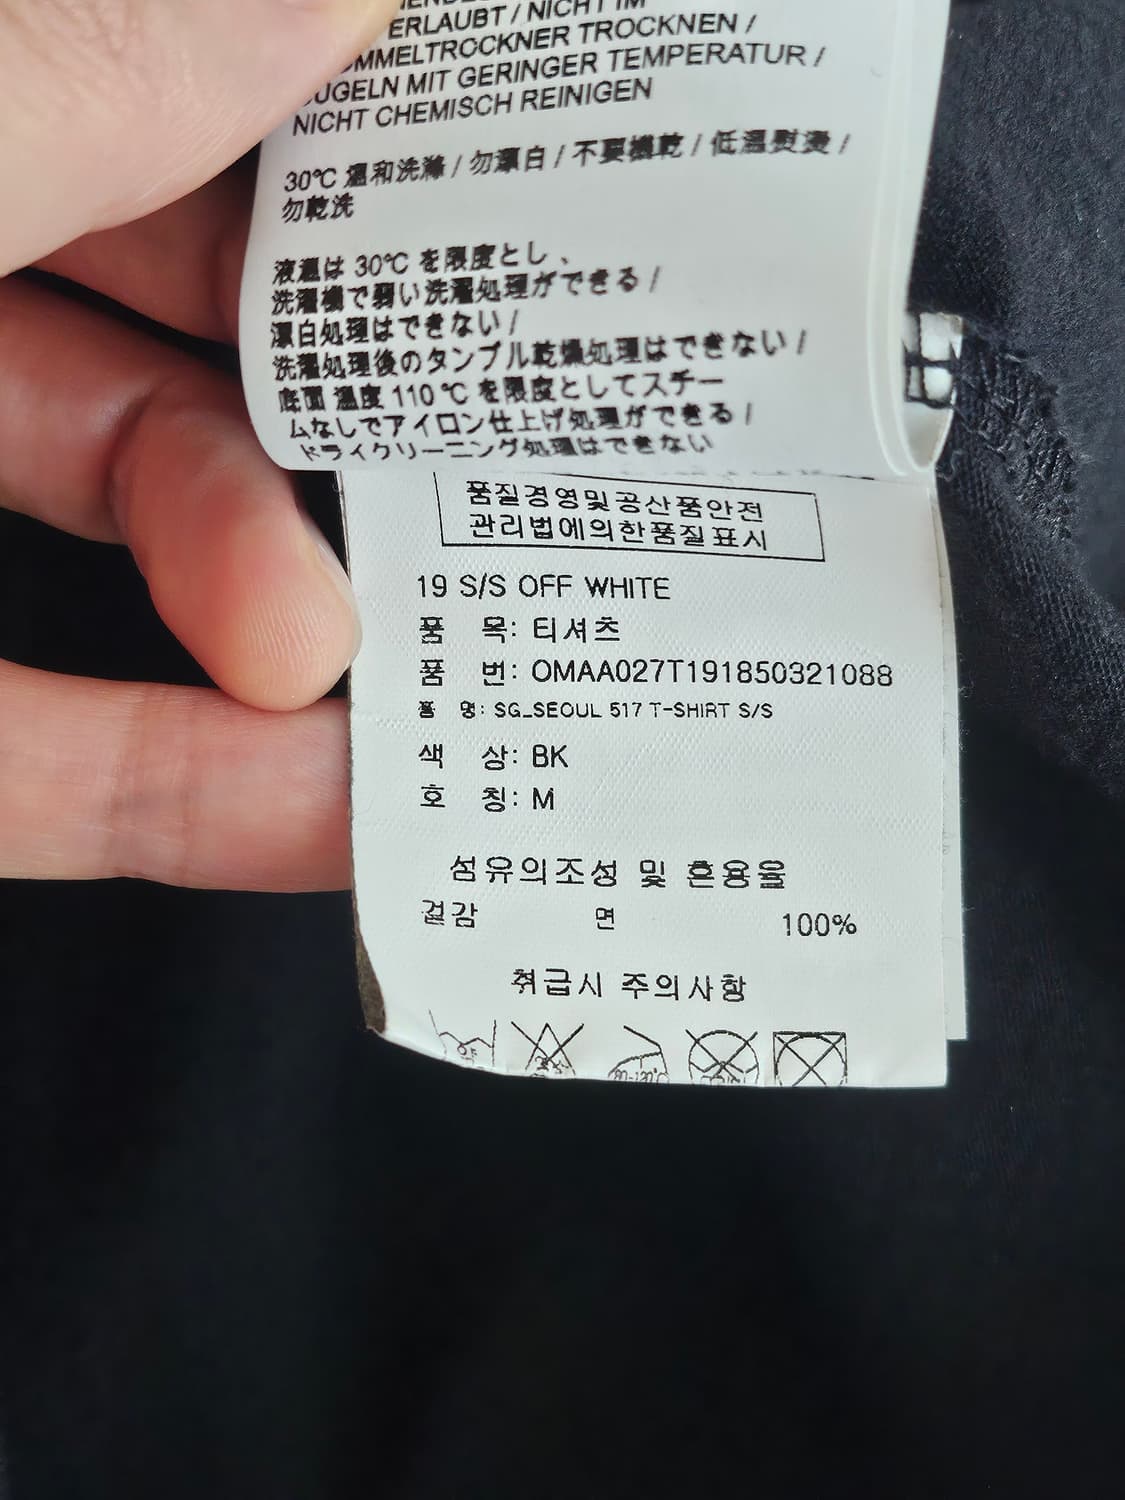 ERLAUBT / NICHT IM
OMMELTROCKNER TROCKNEN /
BUGELN MIT GERINGER TEMPERATUR /
NICHT CHEMISCH REINIGEN
30℃ 溫和洗滌 / 勿漂白 / 不要機乾 / 低溫熨燙 /
勿乾洗
液温は 30℃ を限度とし 、
洗濯機で弱い洗濯処理ができる /
漂白処理はできない /
洗濯処理後のタンブル乾燥処理はできない /
底面 温度 110 ℃ を限度としてスチー
ムなしでアイロン仕上げ処理ができる /
ドライクリーニング処理はできない
품질경영및공산품안전
관리법에의한품질표시
19 S/S OFF WHITE
품 목: 티셔츠
품 번: OMAA027T191850321088
품 명: SG_SEOUL 517 T-SHIRT S/S
색 상: BK
호 칭: M
섬유의조성 및 혼용율
겉감 면 100%
취급시 주의사항